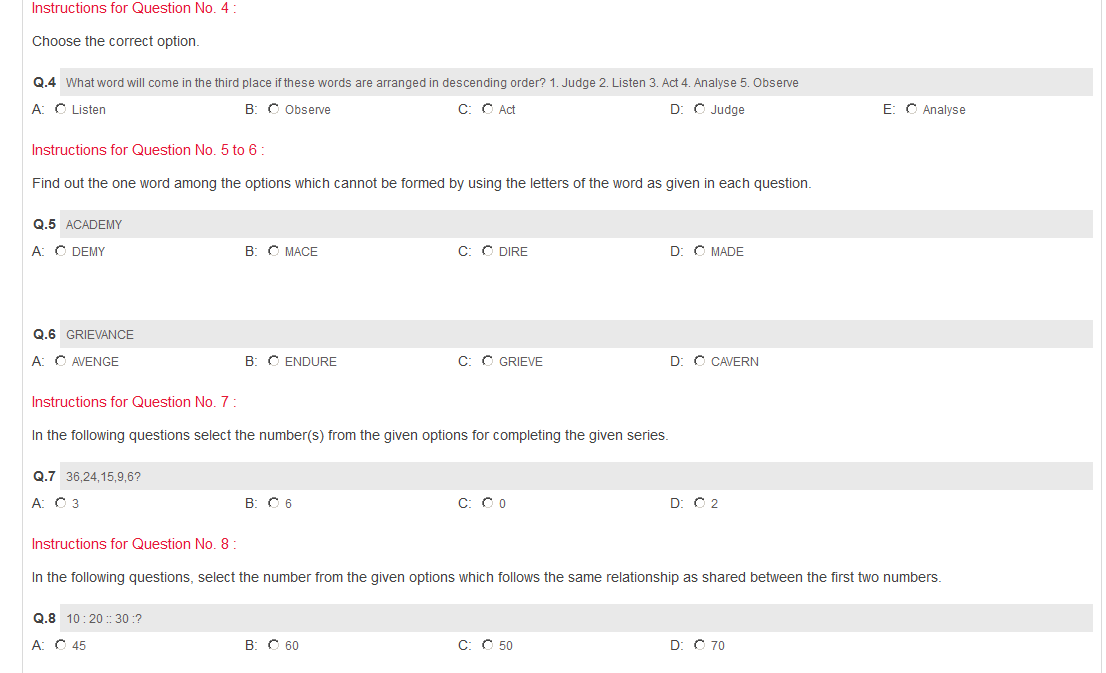 Instructions for Question No. 4 :
Choose the correct option.
Q.4 What word will come in the third place if these words are arranged in descending order? 1. Judge 2. Listen 3. Act 4. Analyse 5. Observe
A: Listen B: Observe C: Act D: Judge E: Analyse
Instructions for Question No. 5 to 6 :
Find out the one word among the options which cannot be formed by using the letters of the word as given in each question.
Q.5 ACADEMY
A: DEMY B: MACE C: DIRE D: MADE
Q.6 GRIEVANCE
A: AVENGE B: ENDURE C: GRIEVE D: CAVERN
Instructions for Question No. 7 :
In the following questions select the number(s) from the given options for completing the given series.
Q.7 36,24,15,9,6?
A: 3 B: 6 C: 0 D: 2
Instructions for Question No. 8 :
In the following questions, select the number from the given options which follows the same relationship as shared between the first two numbers.
Q.8 10 : 20 :: 30 :?
A: 45 B: 60 C: 50 D: 70